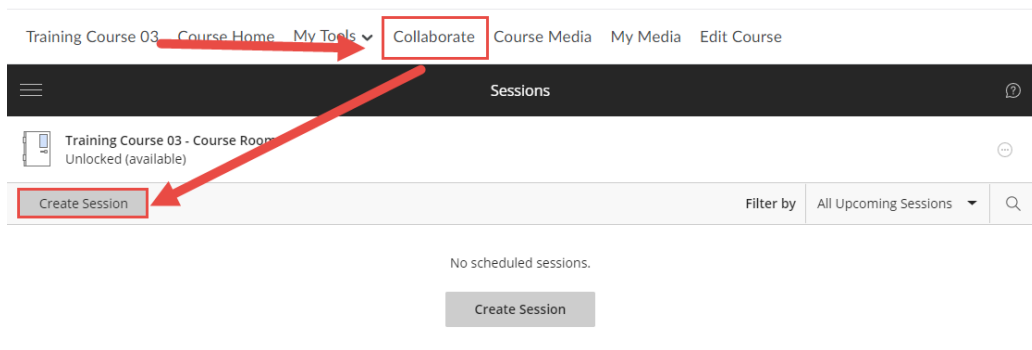 Training Course 03 Course Home My Tools Collaborate Course Media My Media Edit Course
Sessions
Training Course 03 - Course Room
Unlocked (available)
Create Session Filter by All Upcoming Sessions
No scheduled sessions.
Create Session